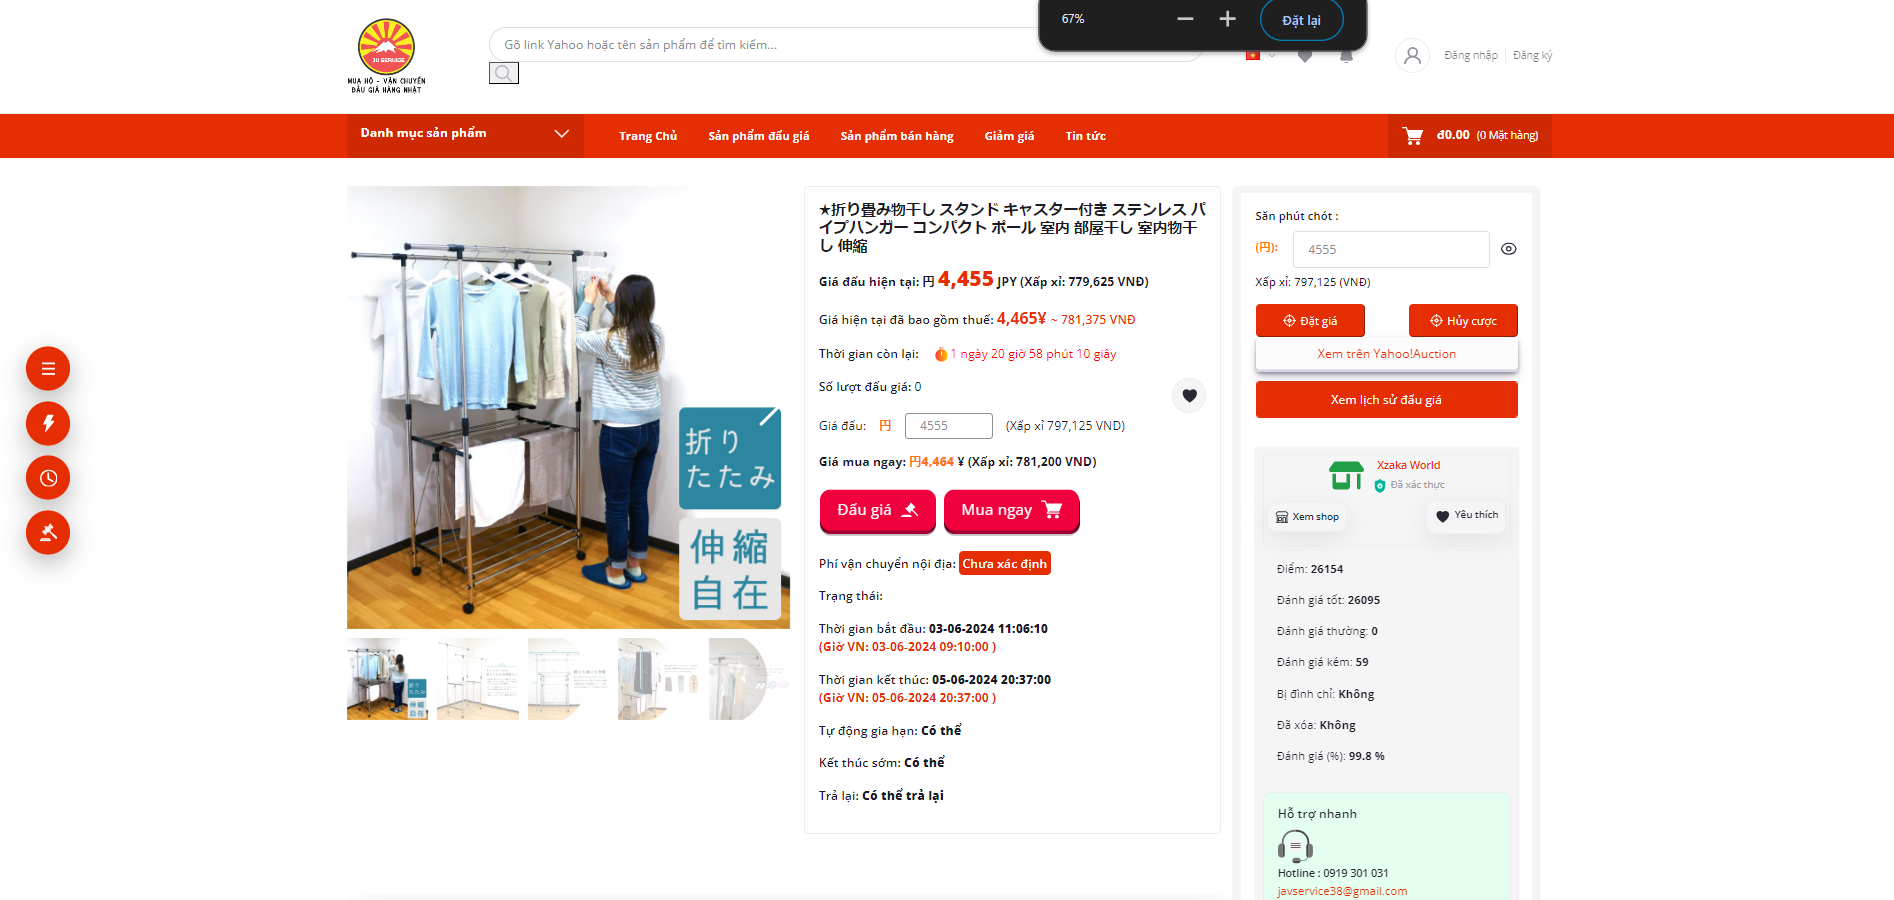 67%
Đặt lại
JU SERVICE
MUA HỘ - VẬN CHUYỂN
ĐẤU GIÁ HÀNG NHẬT
Gõ link Yahoo hoặc tên sản phẩm để tìm kiếm...
Đăng nhập
Đăng ký
Danh mục sản phẩm
Trang Chủ
Sản phẩm đấu giá
Sản phẩm bán hàng
Giảm giá
Tin tức
đ0.00 (0 Mặt hàng)
折り
たたみ
伸縮
自在
★折り畳み物干し スタンド キャスター付き ステンレス パ
イプハンガー コンパクト ポール 室内 部屋干し 室内物干
し 伸縮
Giá đấu hiện tại: 円 4,455 JPY (Xấp xỉ: 779,625 VNĐ)
Giá hiện tại đã bao gồm thuế: 4,465¥ ~ 781,375 VNĐ
Thời gian còn lại: 1 ngày 20 giờ 58 phút 10 giây
Số lượt đấu giá: 0
Giá đấu: 円 4555 (Xấp xỉ 797,125 VND)
Giá mua ngay: 円4,464 ¥ (Xấp xỉ: 781,200 VND)
Đấu giá
Mua ngay
Phí vận chuyển nội địa: Chưa xác định
Trạng thái:
Thời gian bắt đầu: 03-06-2024 11:06:10
(Giờ VN: 03-06-2024 09:10:00 )
Thời gian kết thúc: 05-06-2024 20:37:00
(Giờ VN: 05-06-2024 20:37:00 )
Tự động gia hạn: Có thể
Kết thúc sớm: Có thể
Trả lại: Có thể trả lại
Săn phút chót :
(円): 4555
Xấp xỉ: 797,125 (VNĐ)
Đặt giá
Hủy cược
Xem trên Yahoo!Auction
Xem lịch sử đấu giá
Xzaka World
Đã xác thực
Xem shop
Yêu thích
Điểm: 26154
Đánh giá tốt: 26095
Đánh giá thường: 0
Đánh giá kém: 59
Bị đình chỉ: Không
Đã xóa: Không
Đánh giá (%): 99.8 %
Hỗ trợ nhanh
Hotline : 0919 301 031
javservice38@gmail.com